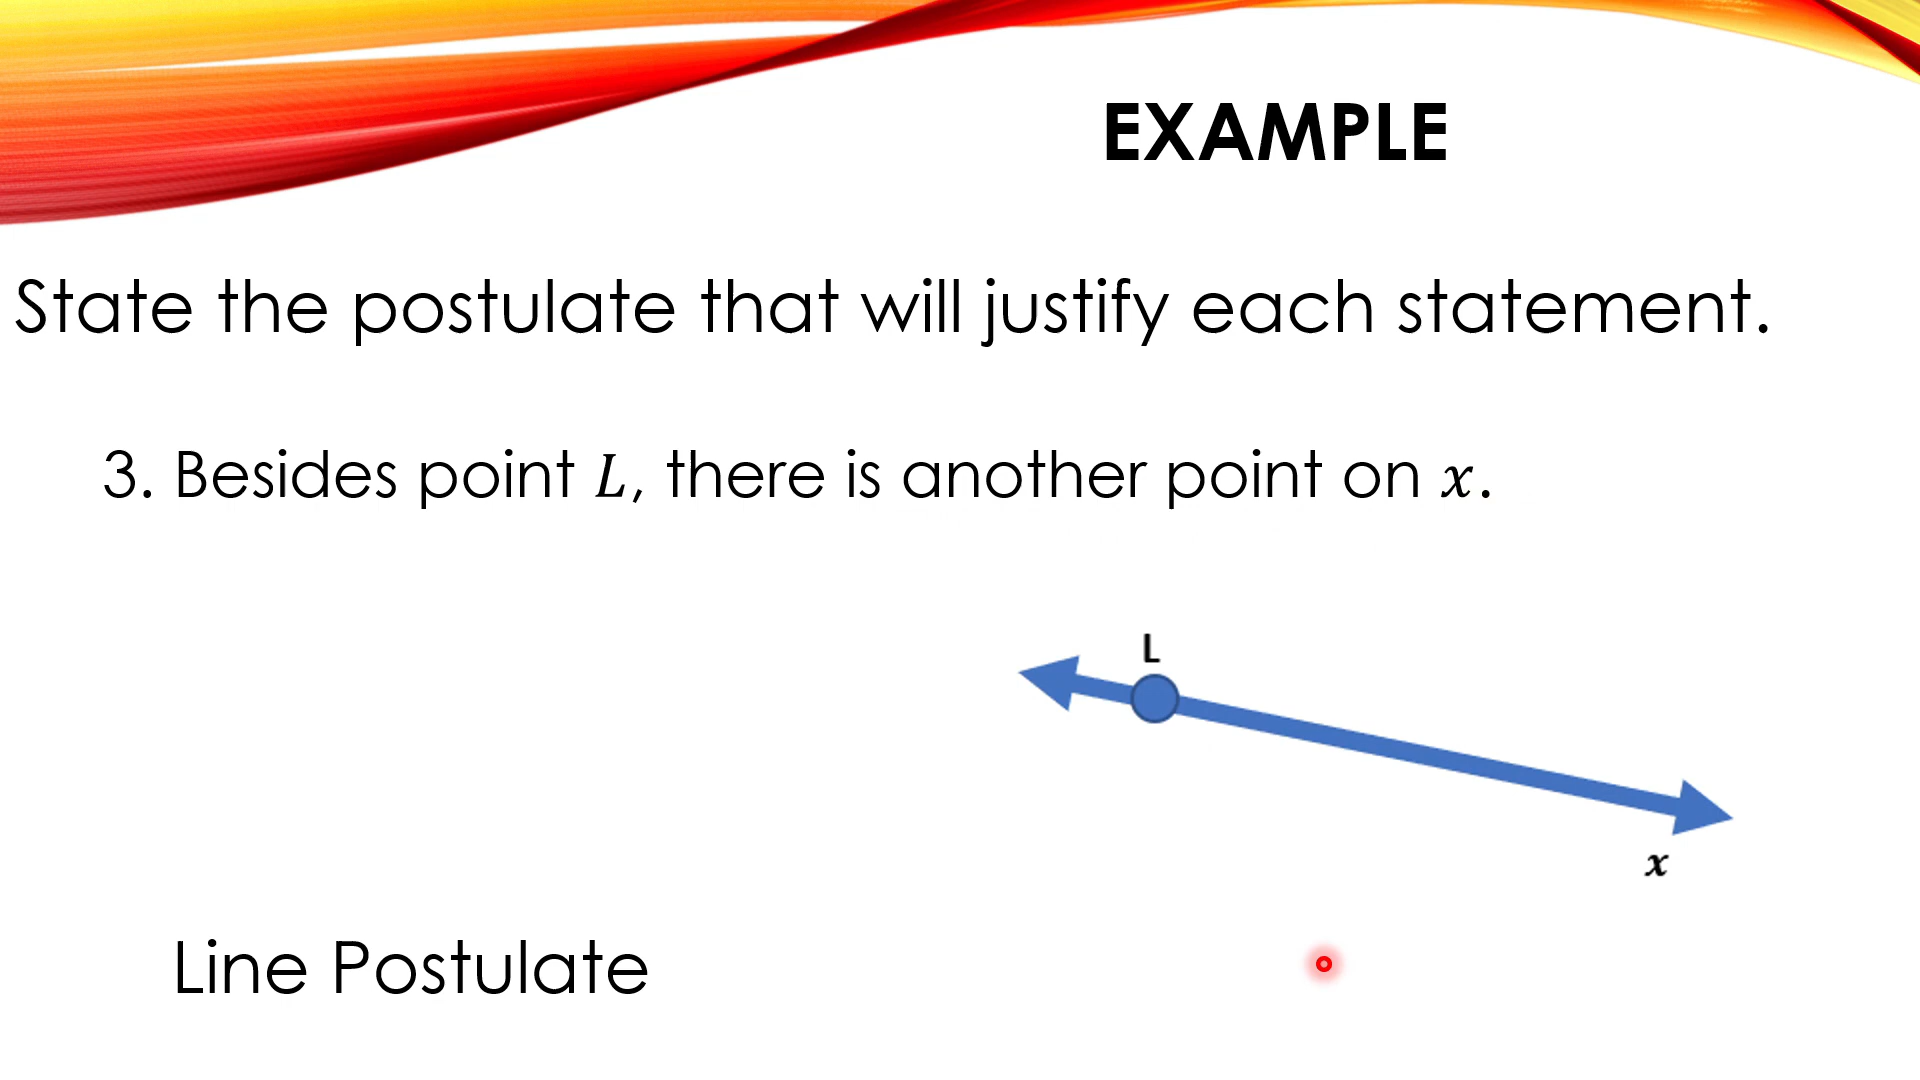 EXAMPLE
State the postulate that will justify each statement.
3. Besides point L, there is another point on x.
L
x
Line Postulate